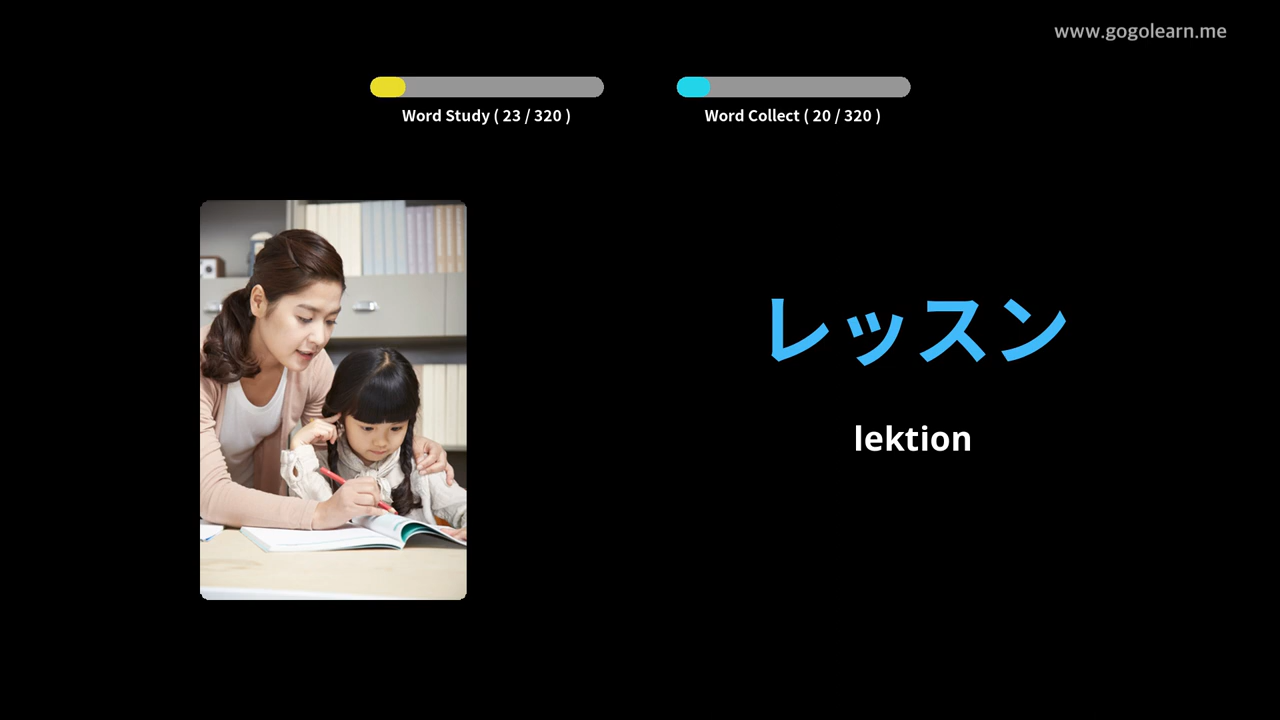 www.gogolearn.me
Word Study ( 23 / 320 )
Word Collect ( 20 / 320 )
レッスン
lektion